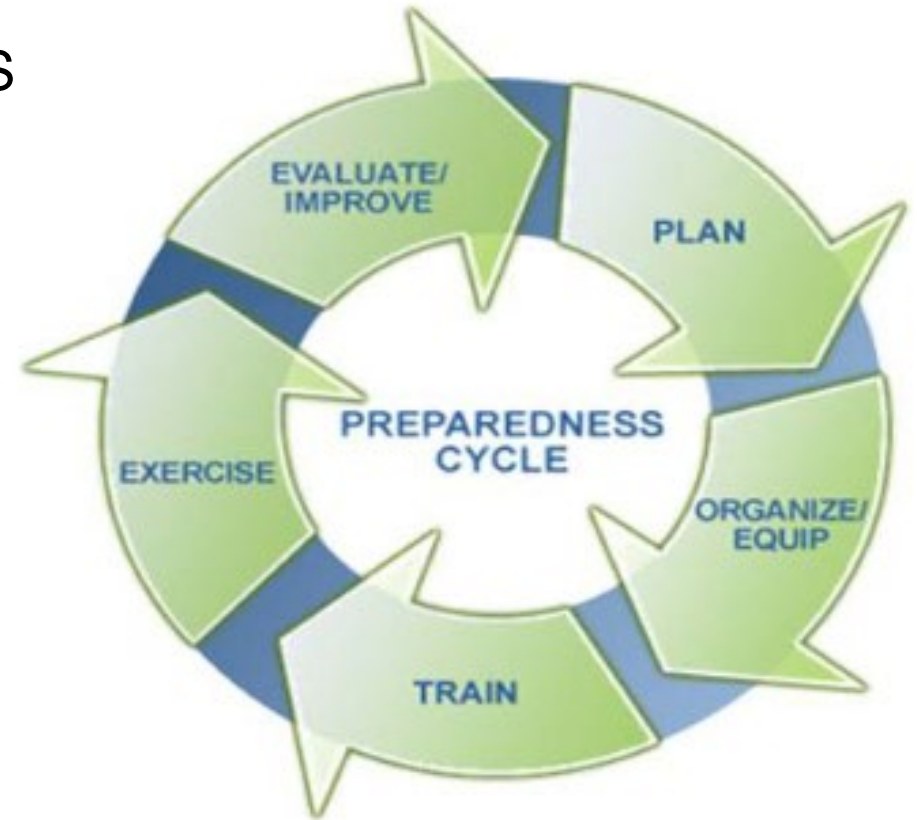 S
EVALUATE/
IMPROVE
PLAN
PREPAREDNESS
CYCLE
EXERCISE
ORGANIZE/
EQUIP
TRAIN